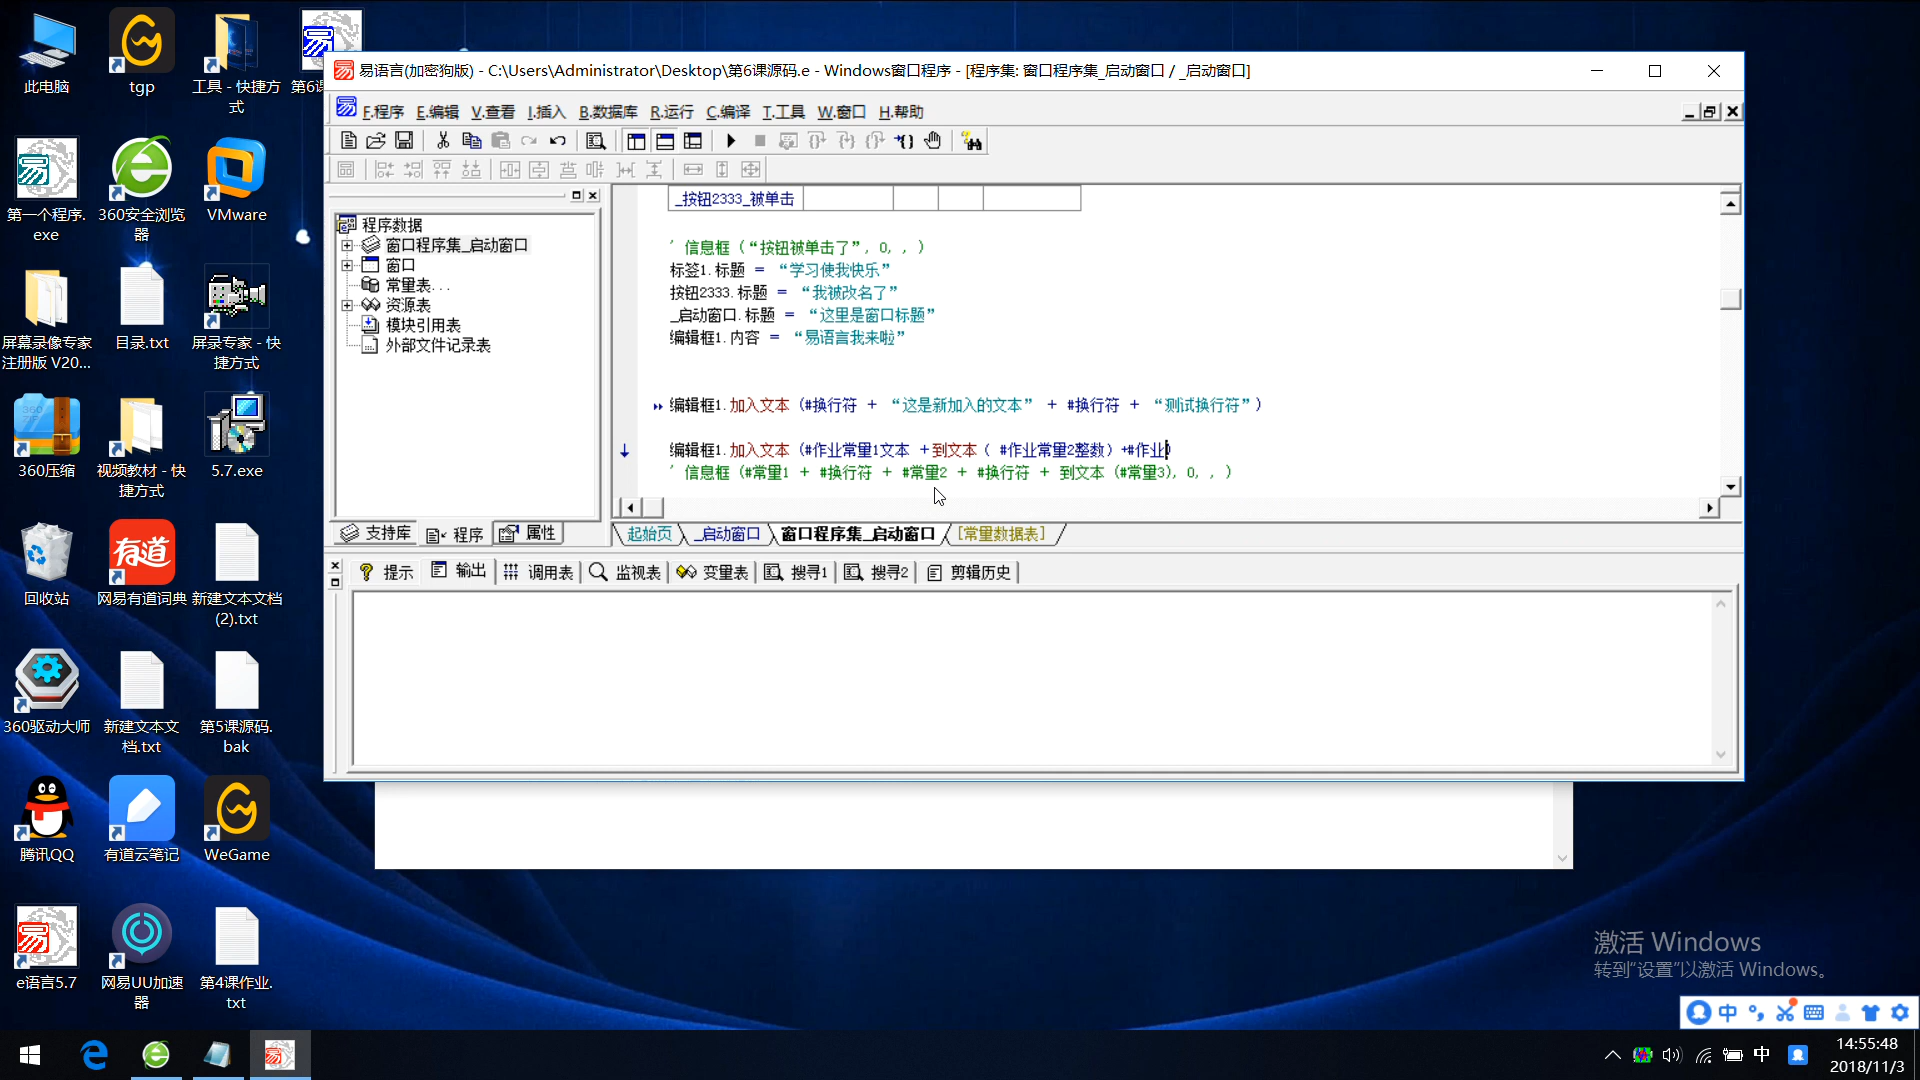 易语言(加密狗版) - C:\Users\Administrator\Desktop\第6课源码.e - Windows窗口程序 - [程序集: 窗口程序集_启动窗口 / _启动窗口]
F.程序 E.编辑 V.查看 I.插入 B.数据库 R.运行 C.编译 T.工具 W.窗口 H.帮助
程序数据
窗口程序集_启动窗口
窗口
常量表...
资源表
模块引用表
外部文件记录表
支持库 程序 属性
_按钮2333_被单击
' 信息框 (“按钮被单击了”, 0, , )
标签1.标题 = “学习使我快乐”
按钮2333.标题 = “我被改名了”
_启动窗口.标题 = “这里是窗口标题”
编辑框1.内容 = “易语言我来啦”
编辑框1.加入文本 (#换行符 + “这是新加入的文本” + #换行符 + “测试换行符”)
编辑框1.加入文本 (#作业常量1文本 +到文本( #作业常量2整数) +#作业)
' 信息框 (#常量1 + #换行符 + #常量2 + #换行符 + 到文本 (#常量3), 0, , )
起始页 _启动窗口 窗口程序集_启动窗口 [常量数据表]
提示 输出 调用表 监视表 变量表 搜寻1 搜寻2 剪辑历史
此电脑
tgp
工具 - 快捷方
式
第一个程序.
exe
360安全浏览
器
VMware
屏幕录像专家
注册版 V20...
目录.txt
屏录专家 - 快
捷方式
360压缩
视频教材 - 快
捷方式
5.7.exe
回收站
有道
网易有道词典
新建文本文档
(2).txt
360驱动大师
新建文本文
档.txt
第5课源码.
bak
腾讯QQ
有道云笔记
WeGame
e语言5.7
网易UU加速
器
第4课作业.
txt
激活 Windows
转到“设置”以激活 Windows。
中
中
14:55:48
2018/11/3